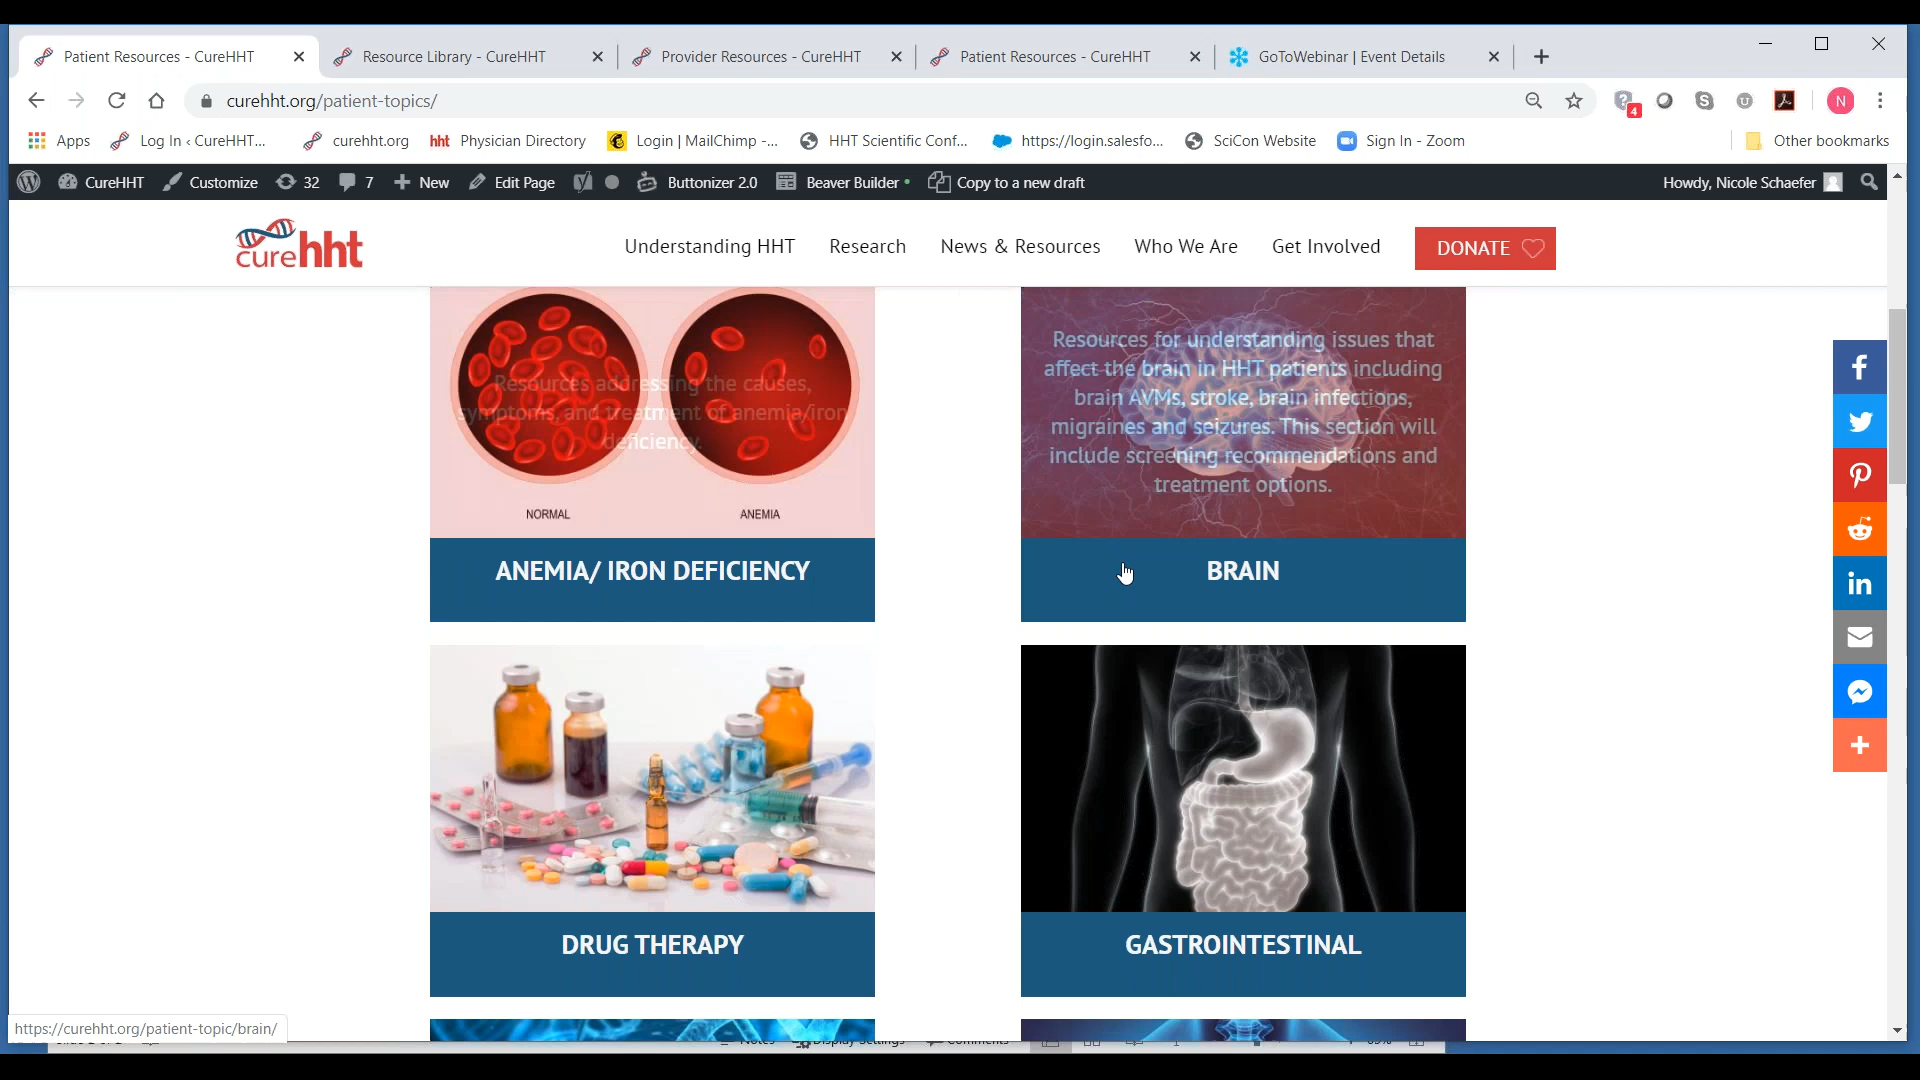 Patient Resources - CureHHT
Resource Library - CureHHT
Provider Resources - CureHHT
Patient Resources - CureHHT
GoToWebinar | Event Details
curehht.org/patient-topics/
4
N
Apps
Log In ‹ CureHHT...
curehht.org
hht Physician Directory
Login | MailChimp -...
HHT Scientific Conf...
https://login.salesfo...
SciCon Website
Sign In - Zoom
Other bookmarks
CureHHT
Customize
32
7
New
Edit Page
Buttonizer 2.0
Beaver Builder
Copy to a new draft
Howdy, Nicole Schaefer
curehht
Understanding HHT
Research
News & Resources
Who We Are
Get Involved
DONATE
Resources addressing the causes,
symptoms, and treatment of anemia/iron
deficiency.
NORMAL
ANEMIA
ANEMIA/ IRON DEFICIENCY
Resources for understanding issues that
affect the brain in HHT patients including
brain AVMs, stroke, brain infections,
migraines and seizures. This section will
include screening recommendations and
treatment options.
BRAIN
DRUG THERAPY
GASTROINTESTINAL
https://curehht.org/patient-topic/brain/
Notes
Display Settings
Comments